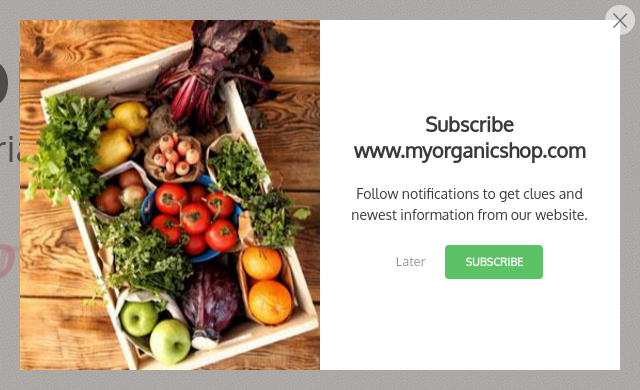 Subscribe
www.myorganicshop.com
Follow notifications to get clues and
newest information from our website.
Later
SUBSCRIBE